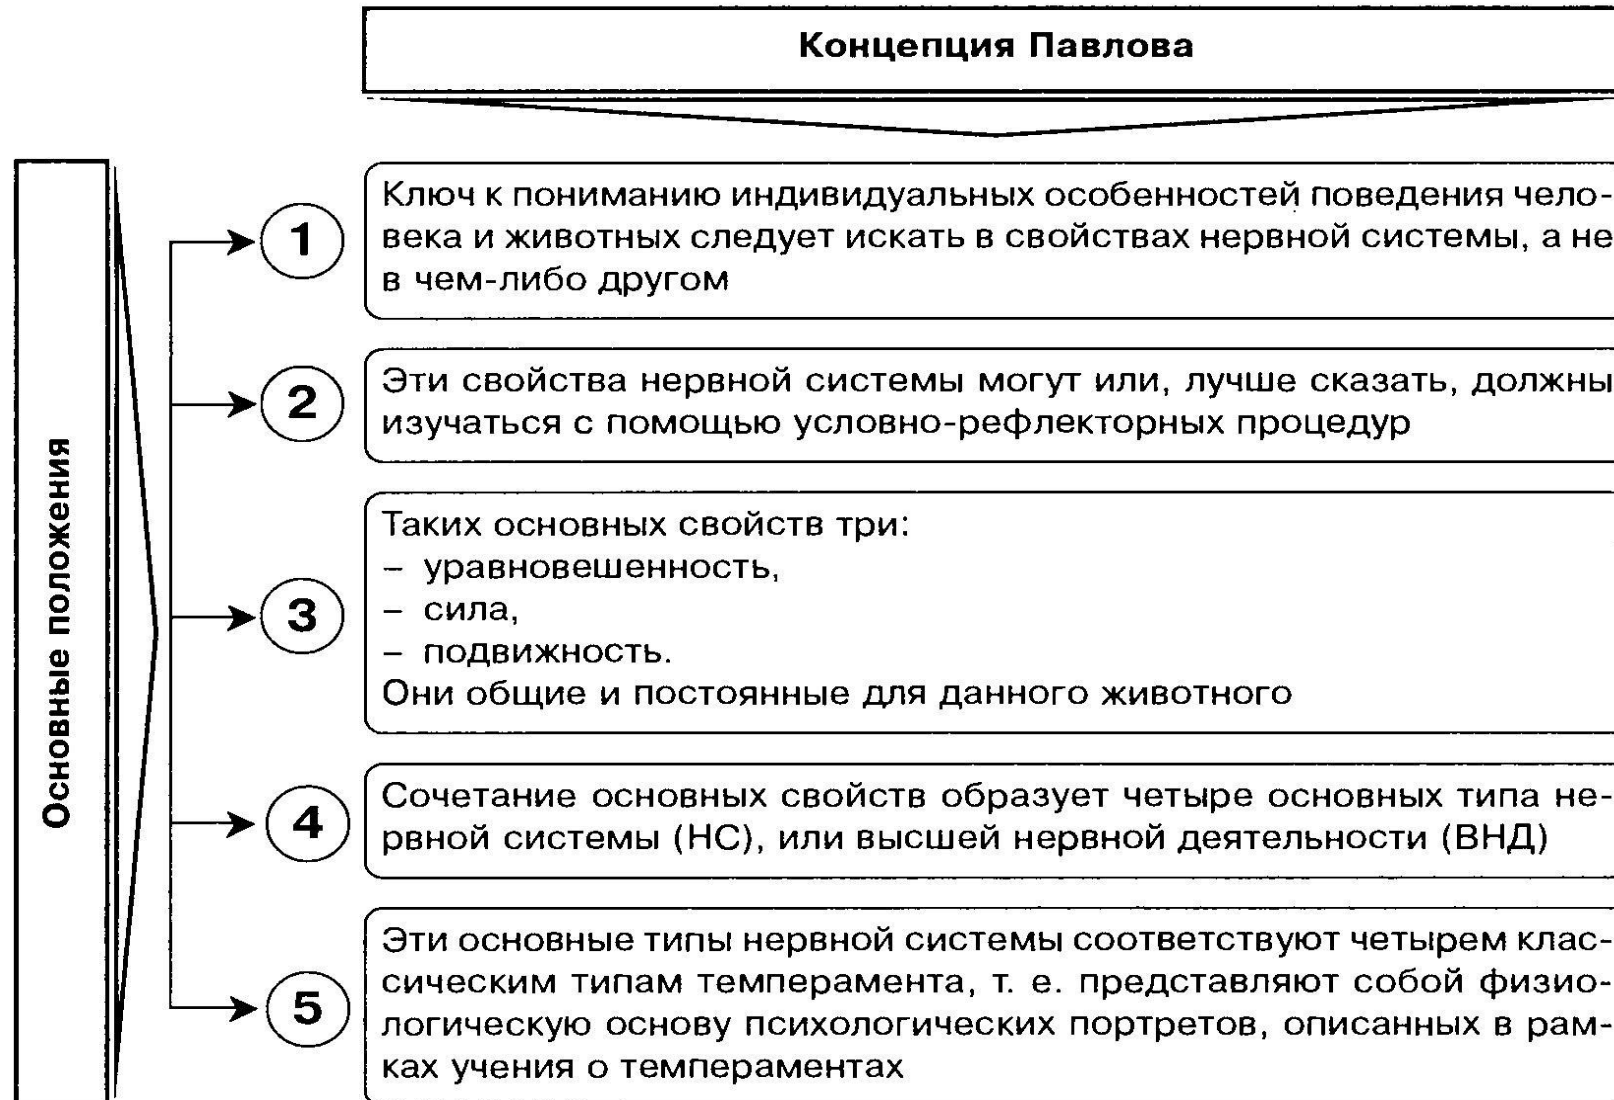 Концепция Павлова
Основные положения
1
Ключ к пониманию индивидуальных особенностей поведения чело-
века и животных следует искать в свойствах нервной системы, а не
в чем-либо другом
2
Эти свойства нервной системы могут или, лучше сказать, должны
изучаться с помощью условно-рефлекторных процедур
3
Таких основных свойств три:
– уравновешенность,
– сила,
– подвижность.
Они общие и постоянные для данного животного
4
Сочетание основных свойств образует четыре основных типа не-
рвной системы (НС), или высшей нервной деятельности (ВНД)
5
Эти основные типы нервной системы соответствуют четырем клас-
сическим типам темперамента, т. е. представляют собой физио-
логическую основу психологических портретов, описанных в рам-
ках учения о темпераментах